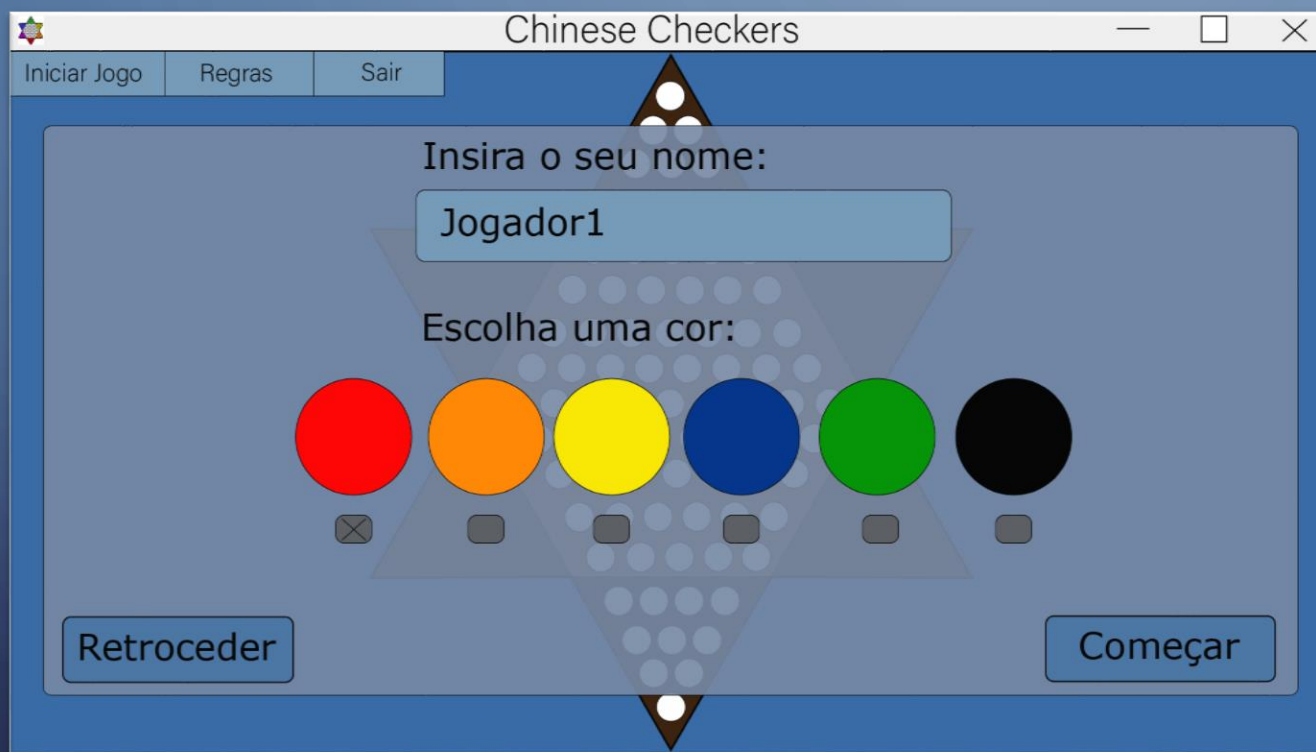 Chinese Checkers
Iniciar Jogo Regras Sair
Insira o seu nome:
Jogador1
Escolha uma cor:
Retroceder Começar